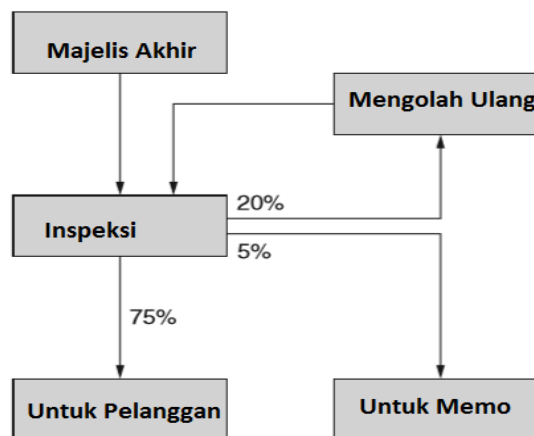 Majelis Akhir
Mengolah Ulang
20%
Inspeksi
5%
75%
Untuk Pelanggan
Untuk Memo